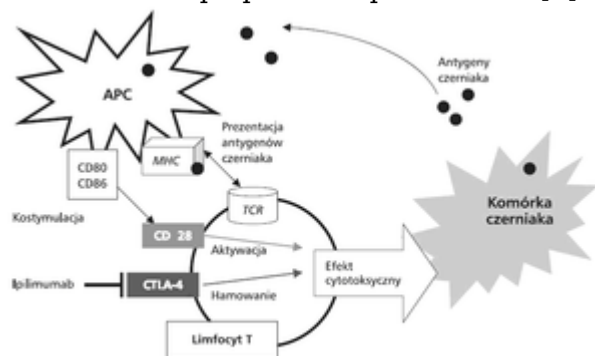 Antygeny
czerniaka
APC
Prezentacja
antygenów
czerniaka
MHC
CD80
CD86
TCR
Komórka
czerniaka
Kostymulacja
CD 28
Aktywacja
Efekt
cytotoksyczny
Ipilimumab
CTLA-4
Hamowanie
Limfocyt T